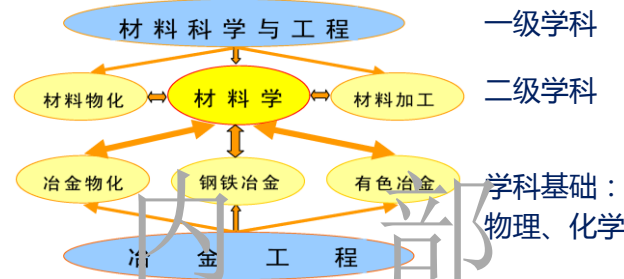 材料科学与工程
一级学科
材料物化
材料学
材料加工
二级学科
冶金物化
钢铁冶金
有色冶金
学科基础：
物理、化学
冶金工程
内部